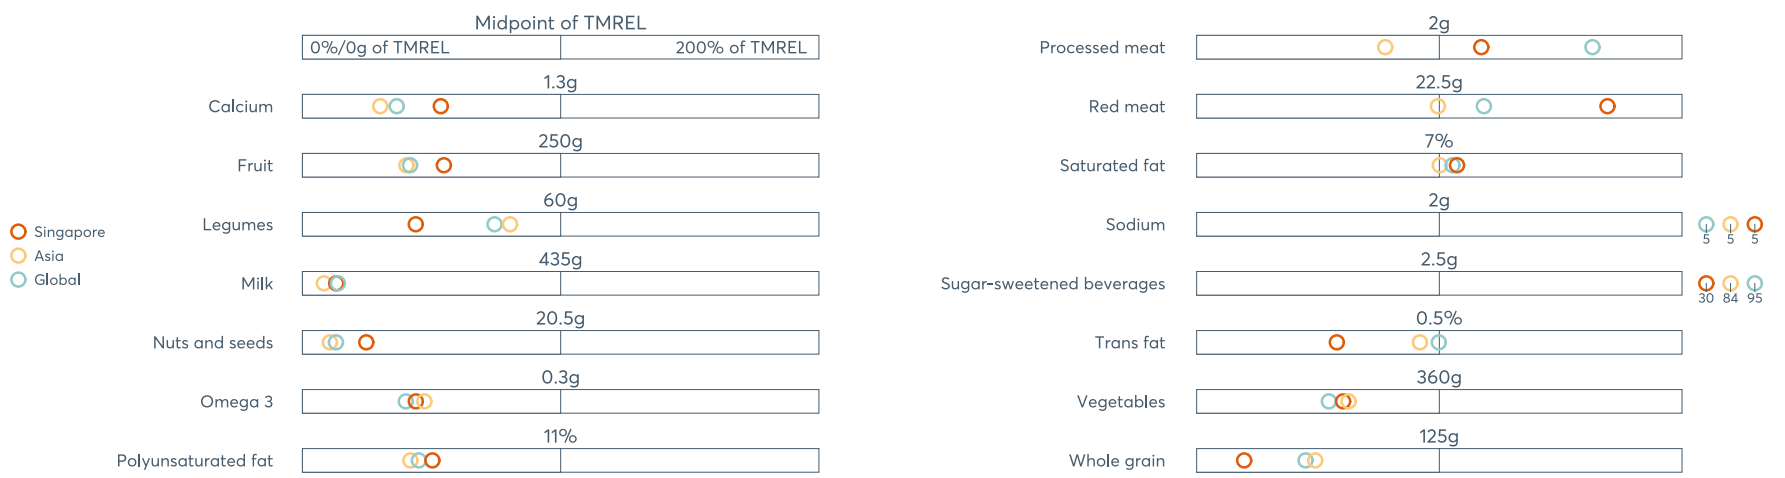 Midpoint of TMREL
0%/0g of TMREL 200% of TMREL
1.3g
Calcium
250g
Fruit
60g
Legumes
Singapore
Asia
Global
435g
Milk
20.5g
Nuts and seeds
0.3g
Omega 3
11%
Polyunsaturated fat
2g
Processed meat
22.5g
Red meat
7%
Saturated fat
2g
Sodium
5 5 5
2.5g
Sugar-sweetened beverages
30 84 95
0.5%
Trans fat
360g
Vegetables
125g
Whole grain